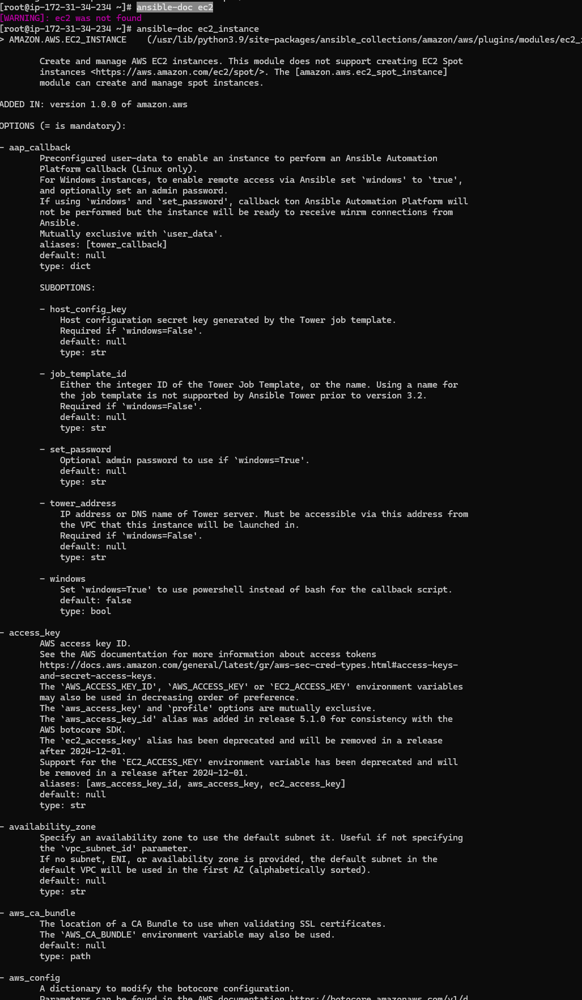 [root@ip-172-31-34-234 ~]# ansible-doc ec2
[WARNING]: ec2 was not found
[root@ip-172-31-34-234 ~]# ansible-doc ec2_instance
> AMAZON.AWS.EC2_INSTANCE    (/usr/lib/python3.9/site-packages/ansible_collections/amazon/aws/plugins/modules/ec2_
        Create and manage AWS EC2 instances. This module does not support creating EC2 Spot
        instances <https://aws.amazon.com/ec2/spot/>. The [amazon.aws.ec2_spot_instance]
        module can create and manage spot instances.
ADDED IN: version 1.0.0 of amazon.aws
OPTIONS (= is mandatory):
- aap_callback
        Preconfigured user-data to enable an instance to perform an Ansible Automation
        Platform callback (Linux only).
        For Windows instances, to enable remote access via Ansible set `windows' to `true',
        and optionally set an admin password.
        If using `windows' and `set_password', callback ton Ansible Automation Platform will
        not be performed but the instance will be ready to receive winrm connections from
        Ansible.
        Mutually exclusive with `user_data'.
        aliases: [tower_callback]
        default: null
        type: dict
        SUBOPTIONS:
        - host_config_key
            Host configuration secret key generated by the Tower job template.
            Required if `windows=False'.
            default: null
            type: str
        - job_template_id
            Either the integer ID of the Tower Job Template, or the name. Using a name for
            the job template is not supported by Ansible Tower prior to version 3.2.
            Required if `windows=False'.
            default: null
            type: str
        - set_password
            Optional admin password to use if `windows=True'.
            default: null
            type: str
        - tower_address
            IP address or DNS name of Tower server. Must be accessible via this address from
            the VPC that this instance will be launched in.
            Required if `windows=False'.
            default: null
            type: str
        - windows
            Set `windows=True' to use powershell instead of bash for the callback script.
            default: false
            type: bool
- access_key
        AWS access key ID.
        See the AWS documentation for more information about access tokens
        https://docs.aws.amazon.com/general/latest/gr/aws-sec-cred-types.html#access-keys-
        and-secret-access-keys.
        The `AWS_ACCESS_KEY_ID', `AWS_ACCESS_KEY' or `EC2_ACCESS_KEY' environment variables
        may also be used in decreasing order of preference.
        The `aws_access_key' and `profile' options are mutually exclusive.
        The `aws_access_key_id' alias was added in release 5.1.0 for consistency with the
        AWS botocore SDK.
        The `ec2_access_key' alias has been deprecated and will be removed in a release
        after 2024-12-01.
        Support for the `EC2_ACCESS_KEY' environment variable has been deprecated and will
        be removed in a release after 2024-12-01.
        aliases: [aws_access_key_id, aws_access_key, ec2_access_key]
        default: null
        type: str
- availability_zone
        Specify an availability zone to use the default subnet it. Useful if not specifying
        the `vpc_subnet_id' parameter.
        If no subnet, ENI, or availability zone is provided, the default subnet in the
        default VPC will be used in the first AZ (alphabetically sorted).
        default: null
        type: str
- aws_ca_bundle
        The location of a CA Bundle to use when validating SSL certificates.
        The `AWS_CA_BUNDLE' environment variable may also be used.
        default: null
        type: path
- aws_config
        A dictionary to modify the botocore configuration.
        Parameters can be found in the AWS documentation https://botocore.amazonaws.com/v1/d